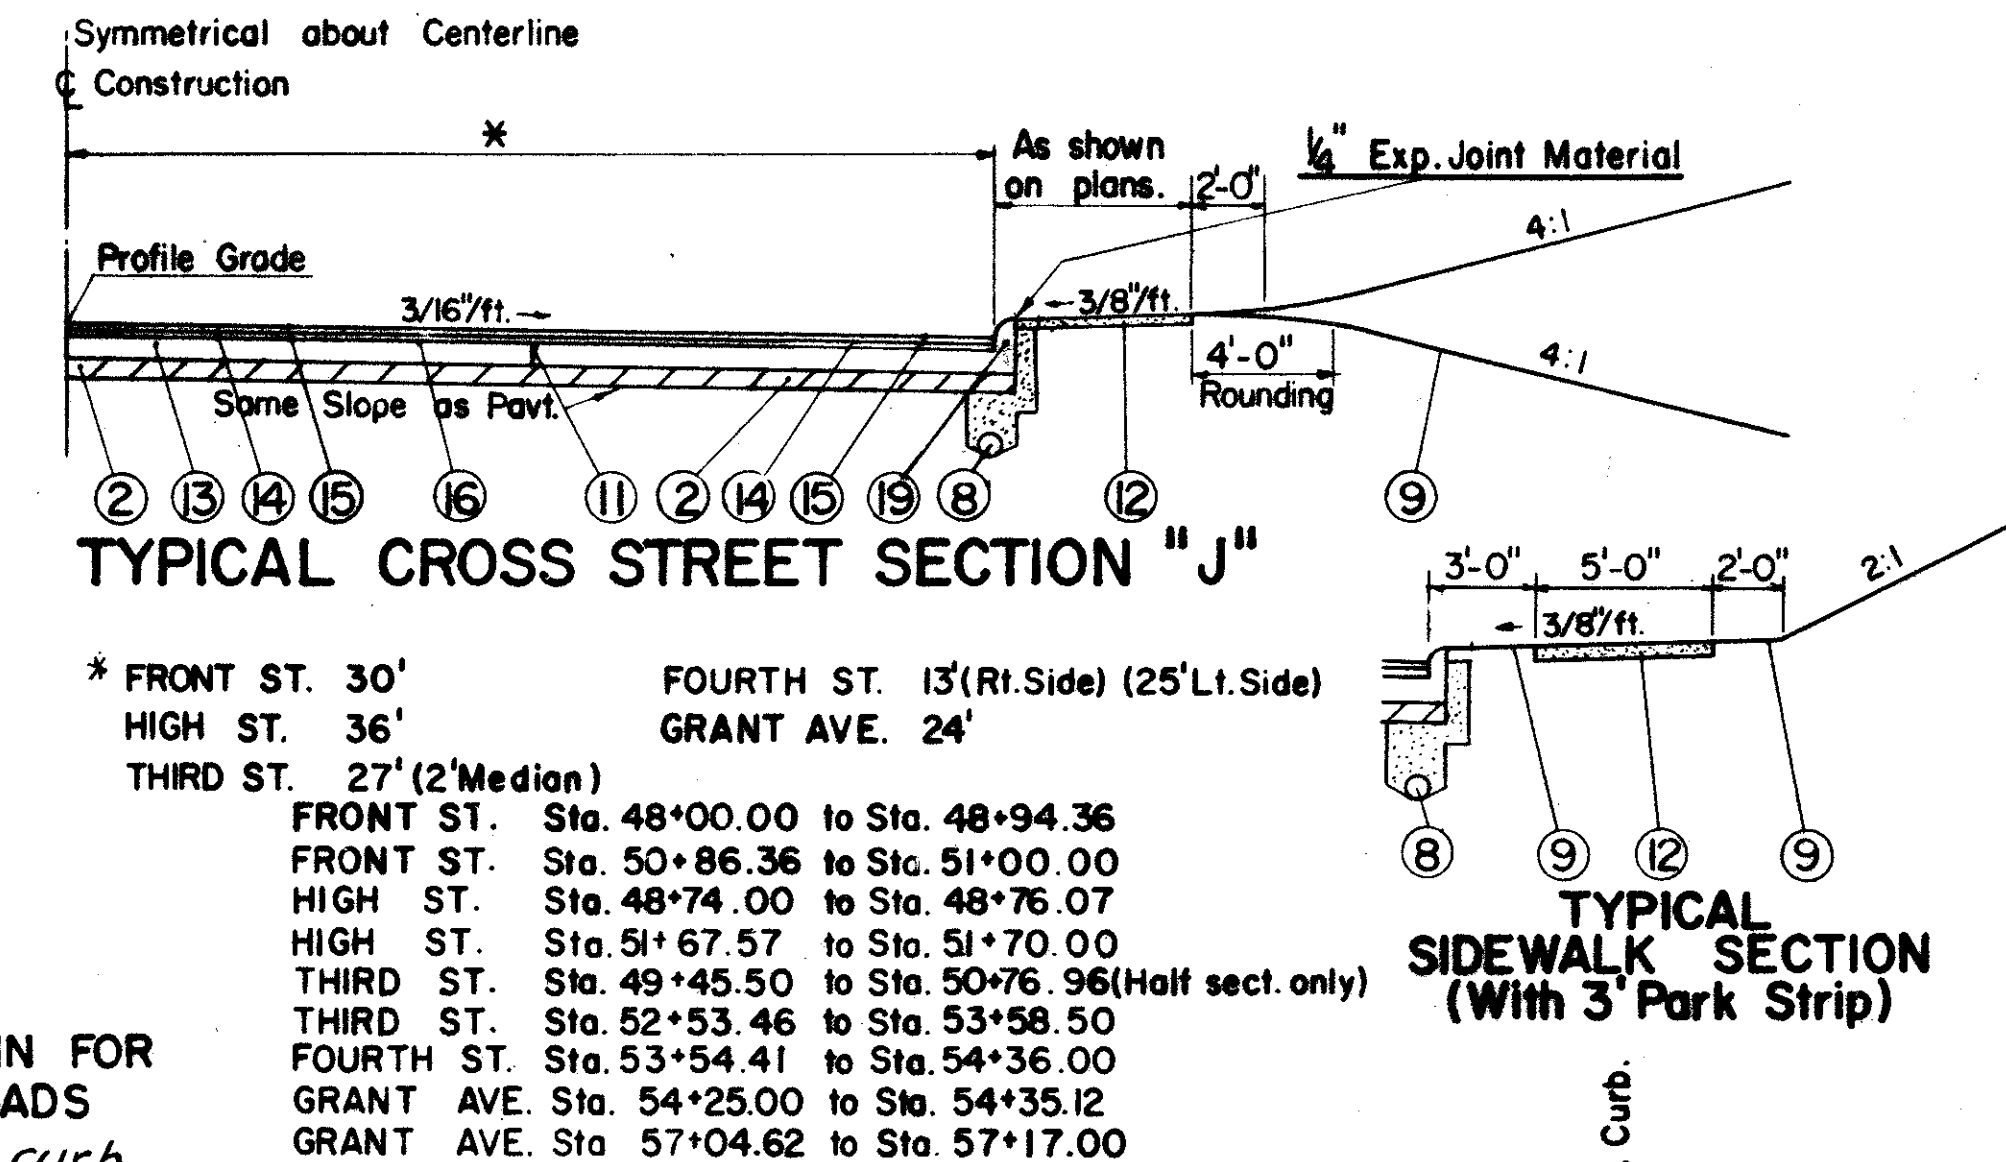 Symmetrical about Centerline
℄ Construction
*
As shown
on plans.
2'-0"
1/4" Exp. Joint Material
4:1
Profile Grade
3/16"/ft.
3/8"/ft.
4'-0"
Rounding
4:1
Same Slope as Pavt.
2 13 14 15 16 11 2 14 15 19 8 12 9
TYPICAL CROSS STREET SECTION "J"
3'-0" 5'-0" 2'-0" 2:1
3/8"/ft.
8 9 12 9
TYPICAL
SIDEWALK SECTION
(With 3' Park Strip)
* FRONT ST. 30' FOURTH ST. 13'(Rt.Side) (25'Lt.Side)
HIGH ST. 36' GRANT AVE. 24'
THIRD ST. 27' (2'Median)
FRONT ST. Sta. 48+00.00 to Sta. 48+94.36
FRONT ST. Sta. 50+86.36 to Sta. 51+00.00
HIGH ST. Sta. 48+74.00 to Sta. 48+76.07
HIGH ST. Sta. 51+67.57 to Sta. 51+70.00
THIRD ST. Sta. 49+45.50 to Sta. 50+76.96 (Half sect. only)
THIRD ST. Sta. 52+53.46 to Sta. 53+58.50
FOURTH ST. Sta. 53+54.41 to Sta. 54+36.00
GRANT AVE. Sta. 54+25.00 to Sta. 54+35.12
GRANT AVE. Sta 57+04.62 to Sta. 57+17.00
IN FOR
ADS
curb
Curb.